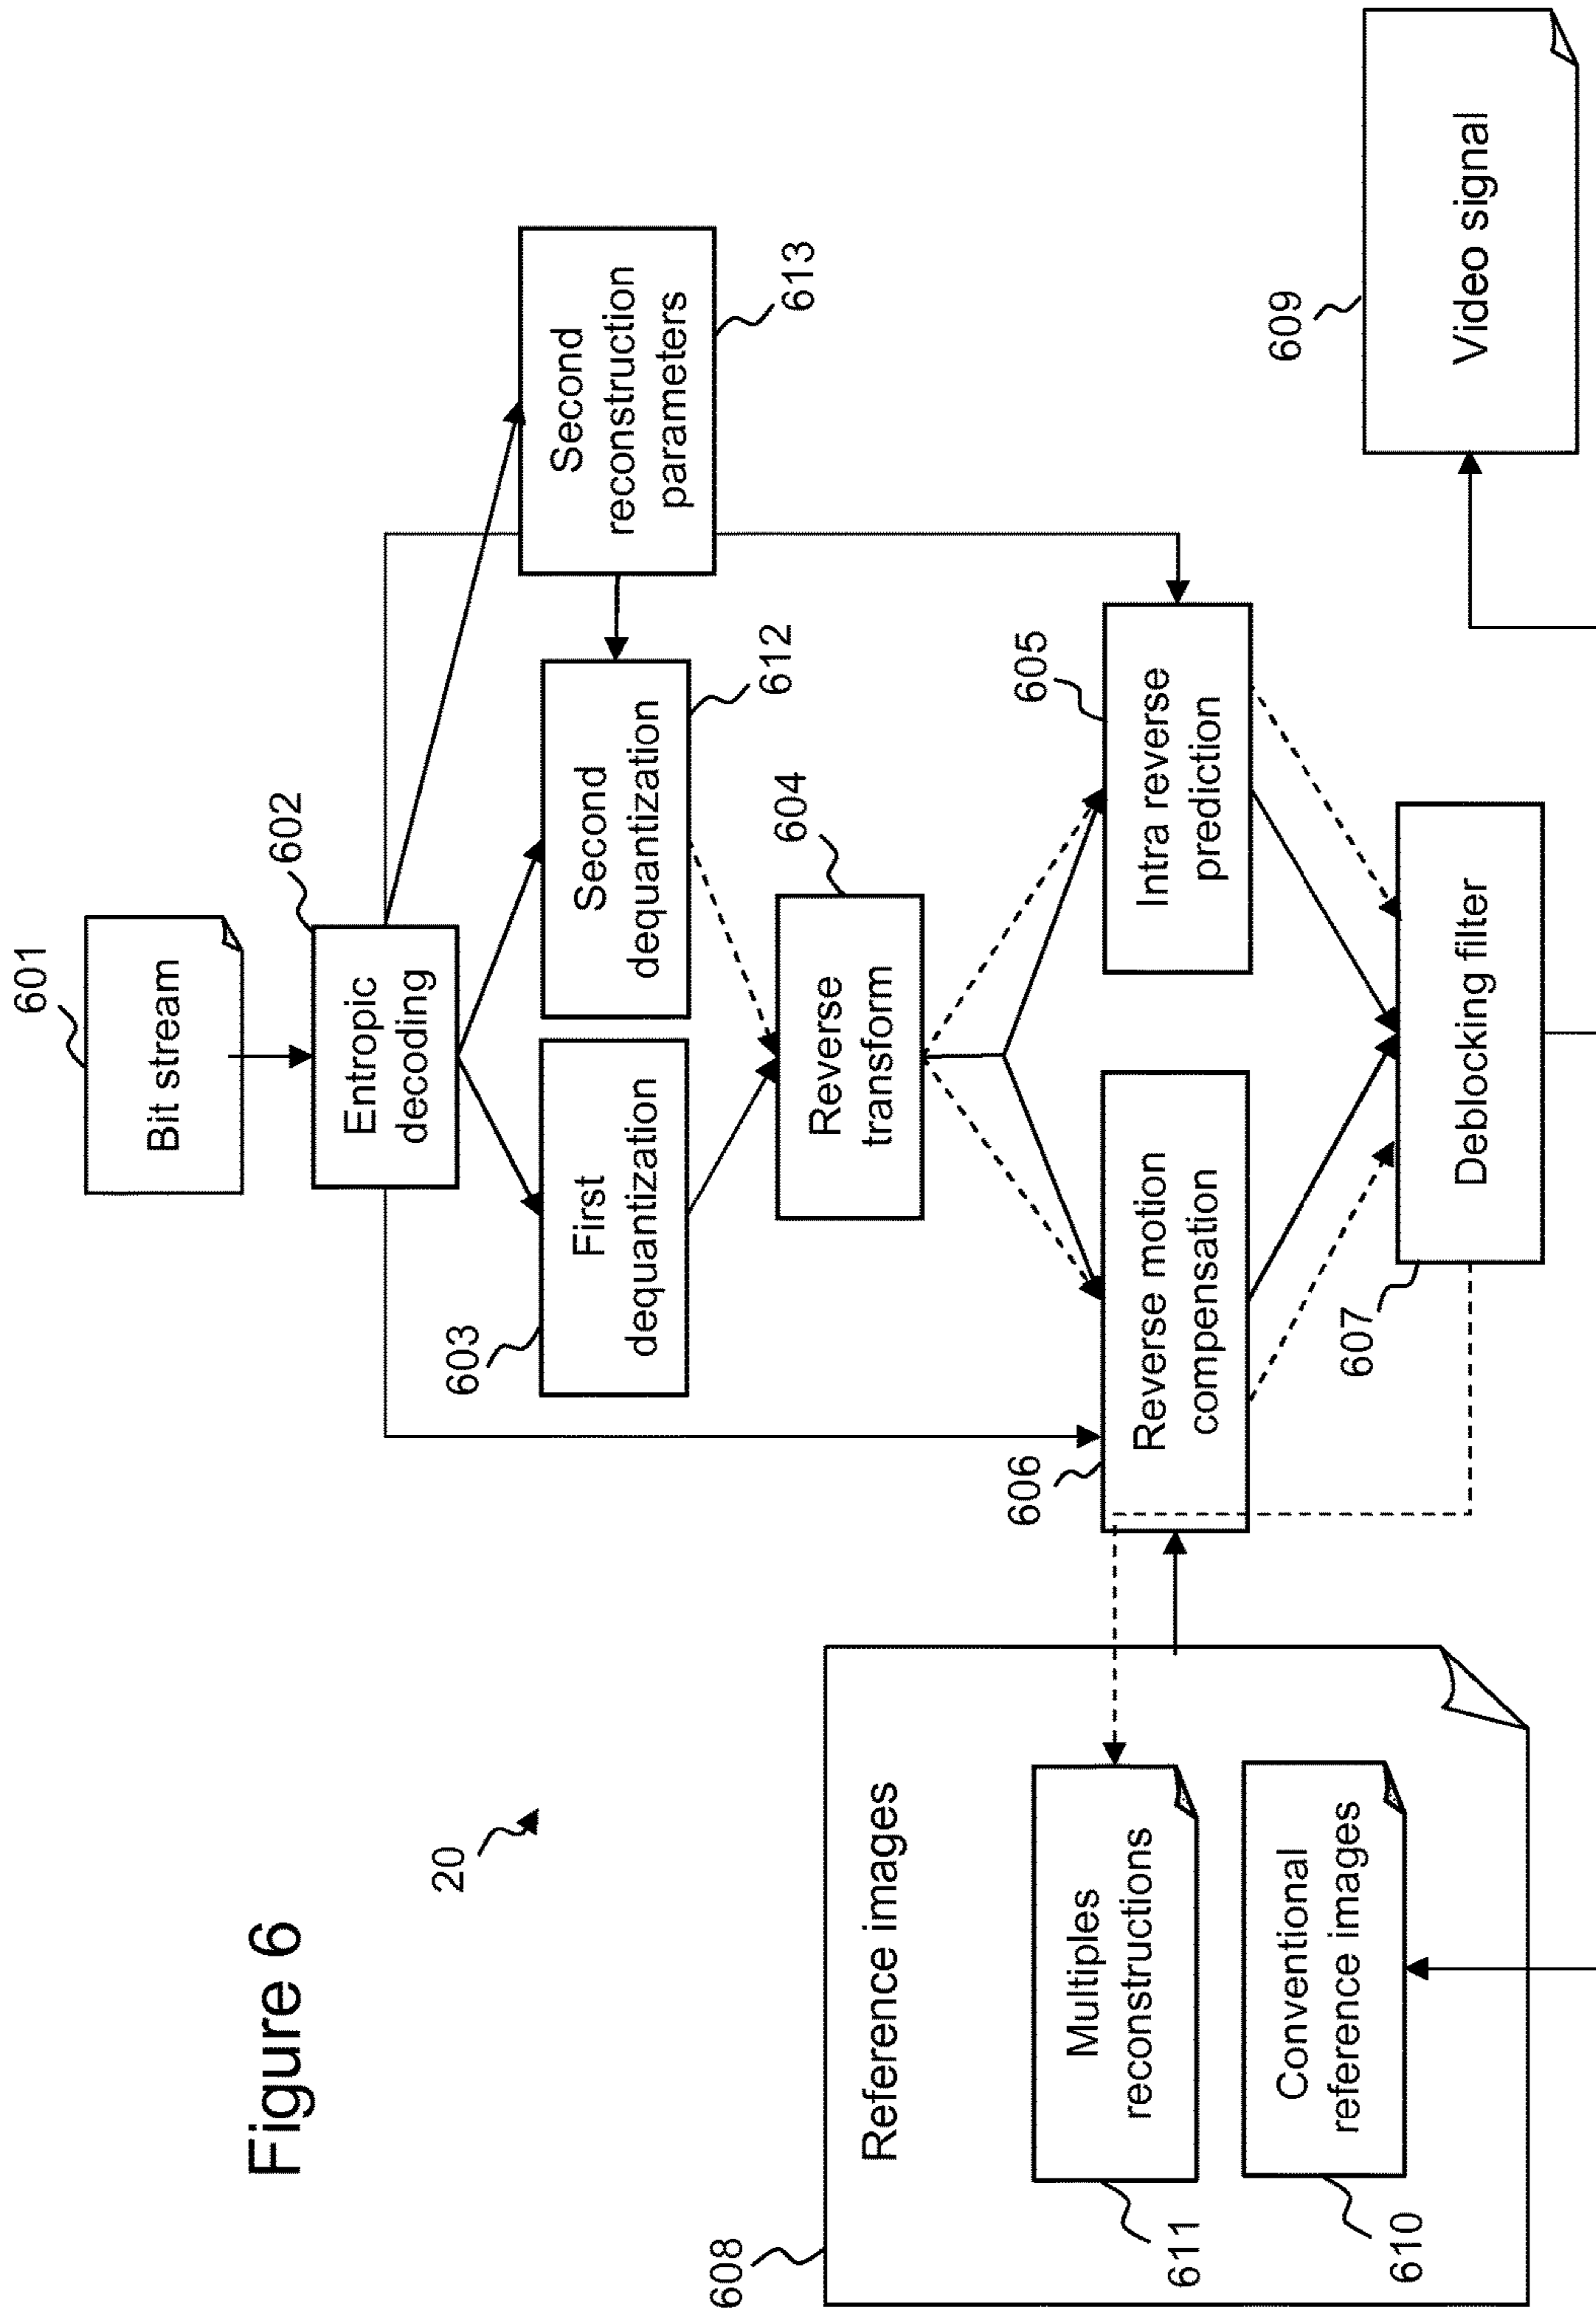 Figure 6
20
601
Bit stream
602
Entropic
decoding
603
First
dequantization
Second
dequantization
612
Second
reconstruction
parameters
613
Reverse
transform
604
606
Reverse motion
compensation
605
Intra reverse
prediction
607
Deblocking filter
608
Reference images
Multiples
reconstructions
611
Conventional
reference images
610
609
Video signal